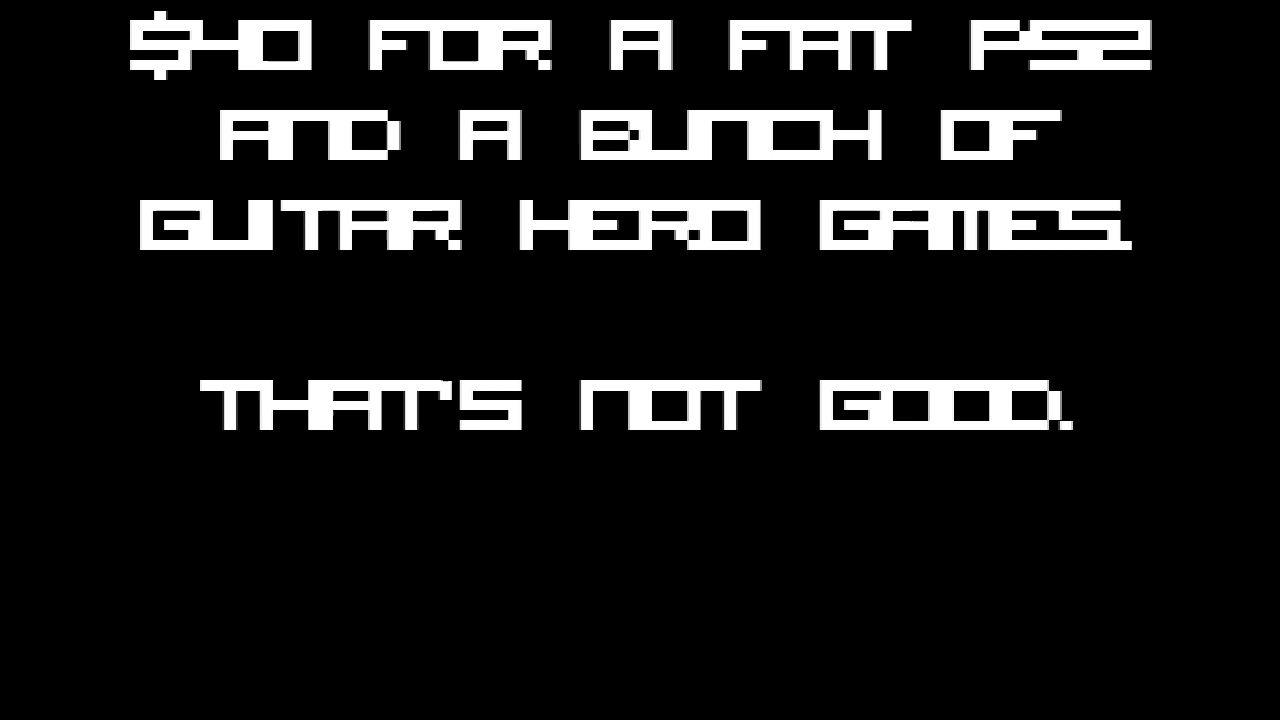 $40 FOR A FAT PS2
AND A BUNCH OF
GUITAR HERO GAMES.
THAT'S NOT GOOD.